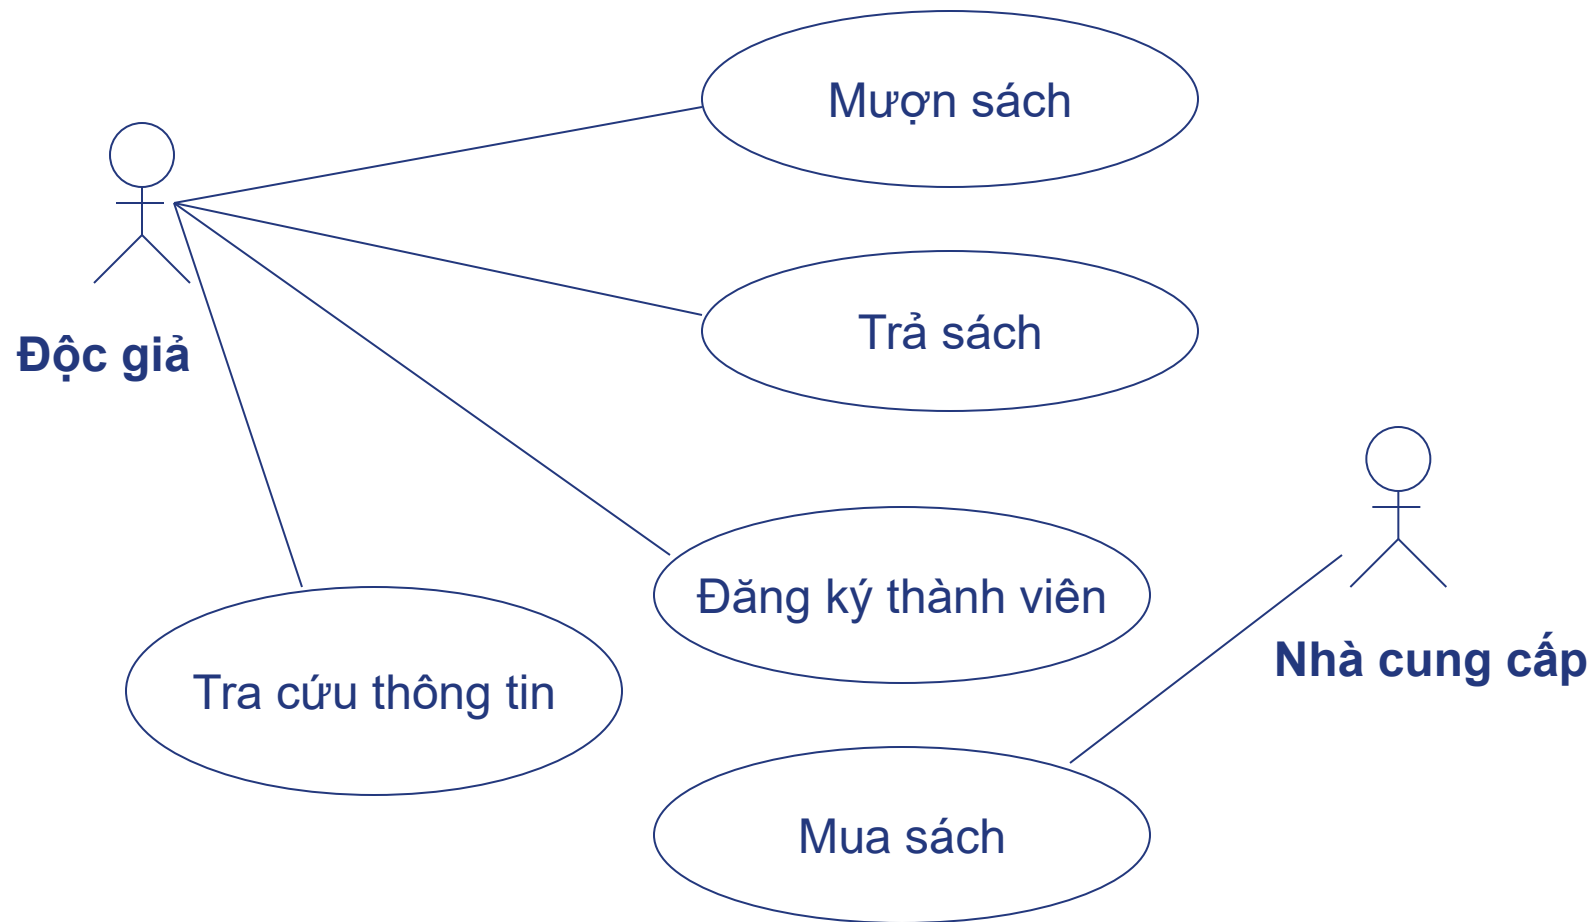 Mượn sách
Trả sách
Độc giả
Đăng ký thành viên
Nhà cung cấp
Tra cứu thông tin
Mua sách